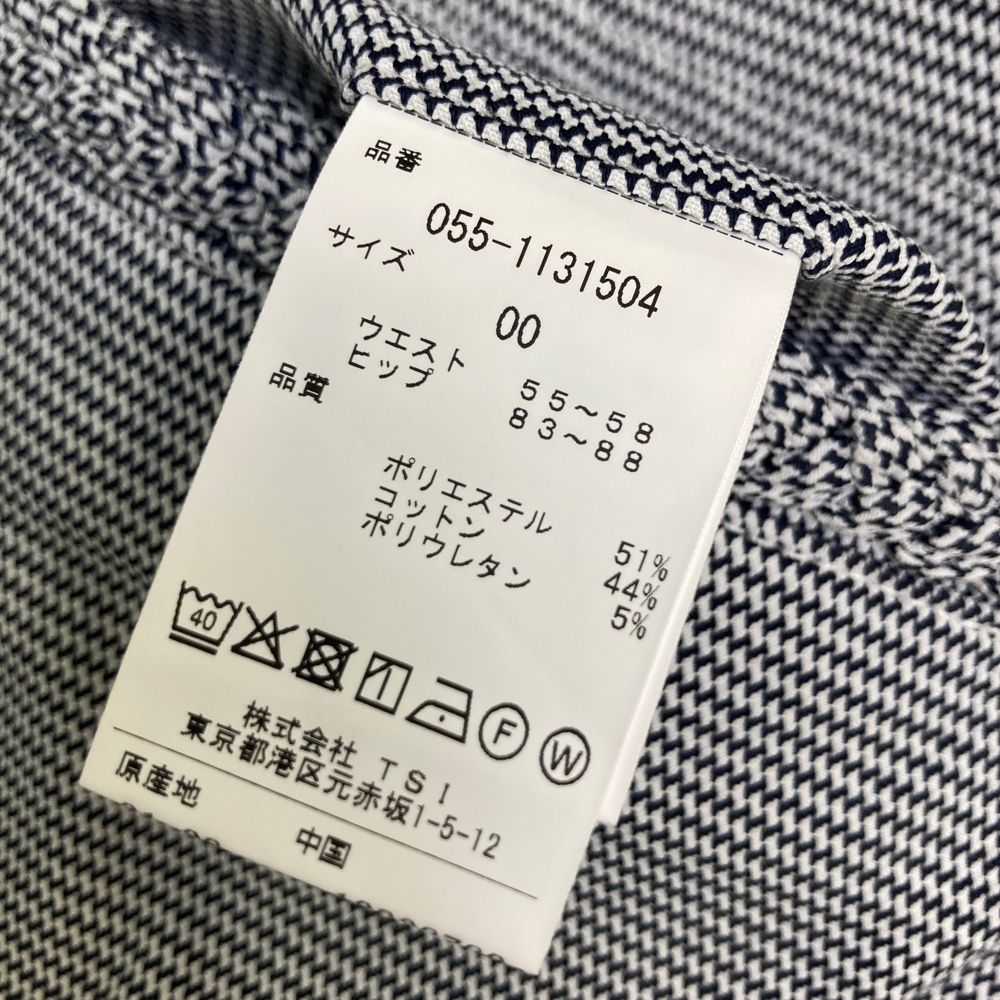 品番
055-1131504
サイズ
00
ウエスト 55～58
ヒップ 83～88
品質
ポリエステル 51%
コットン 44%
ポリウレタン 5%
40 F W
株式会社 TSI
東京都港区元赤坂1-5-12
原産地
中国